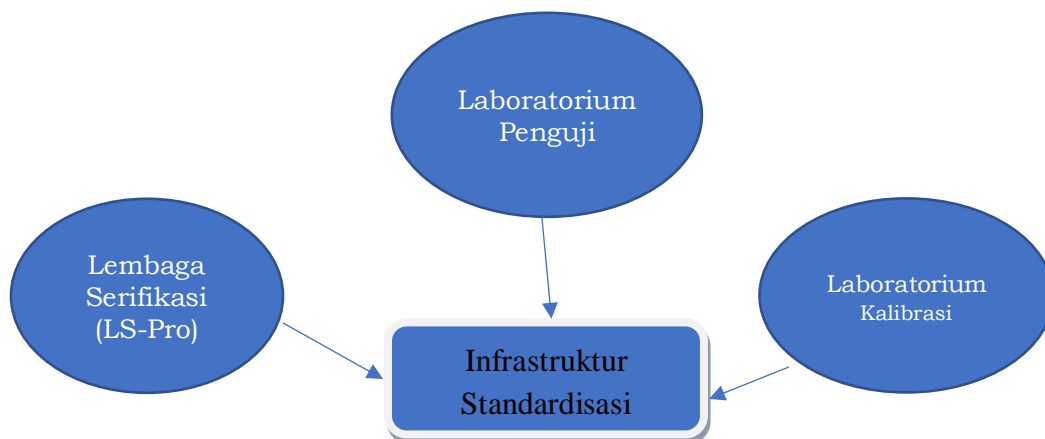 Laboratorium
Penguji
Lembaga
Serifikasi
(LS-Pro)
Laboratorium
Kalibrasi
Infrastruktur
Standardisasi